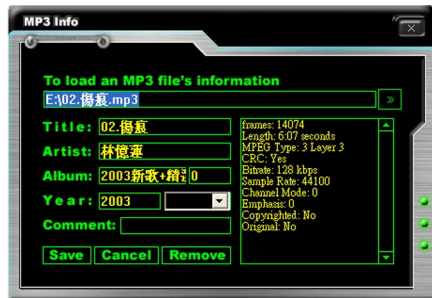 MP3 Info
To load an MP3 file's information
E:\02.傷痕.mp3
Title: 02.傷痕
Artist: 林憶蓮
Album: 2003新歌+精 0
Year: 2003
Comment:
Save Cancel Remove
frames: 14074
Length: 6:07 seconds
MPEG Type: 3 Layer 3
CRC: Yes
Bitrate: 128 kbps
Sample Rate: 44100
Channel Mode: 0
Emphasis: 0
Copyrighted: No
Original: No